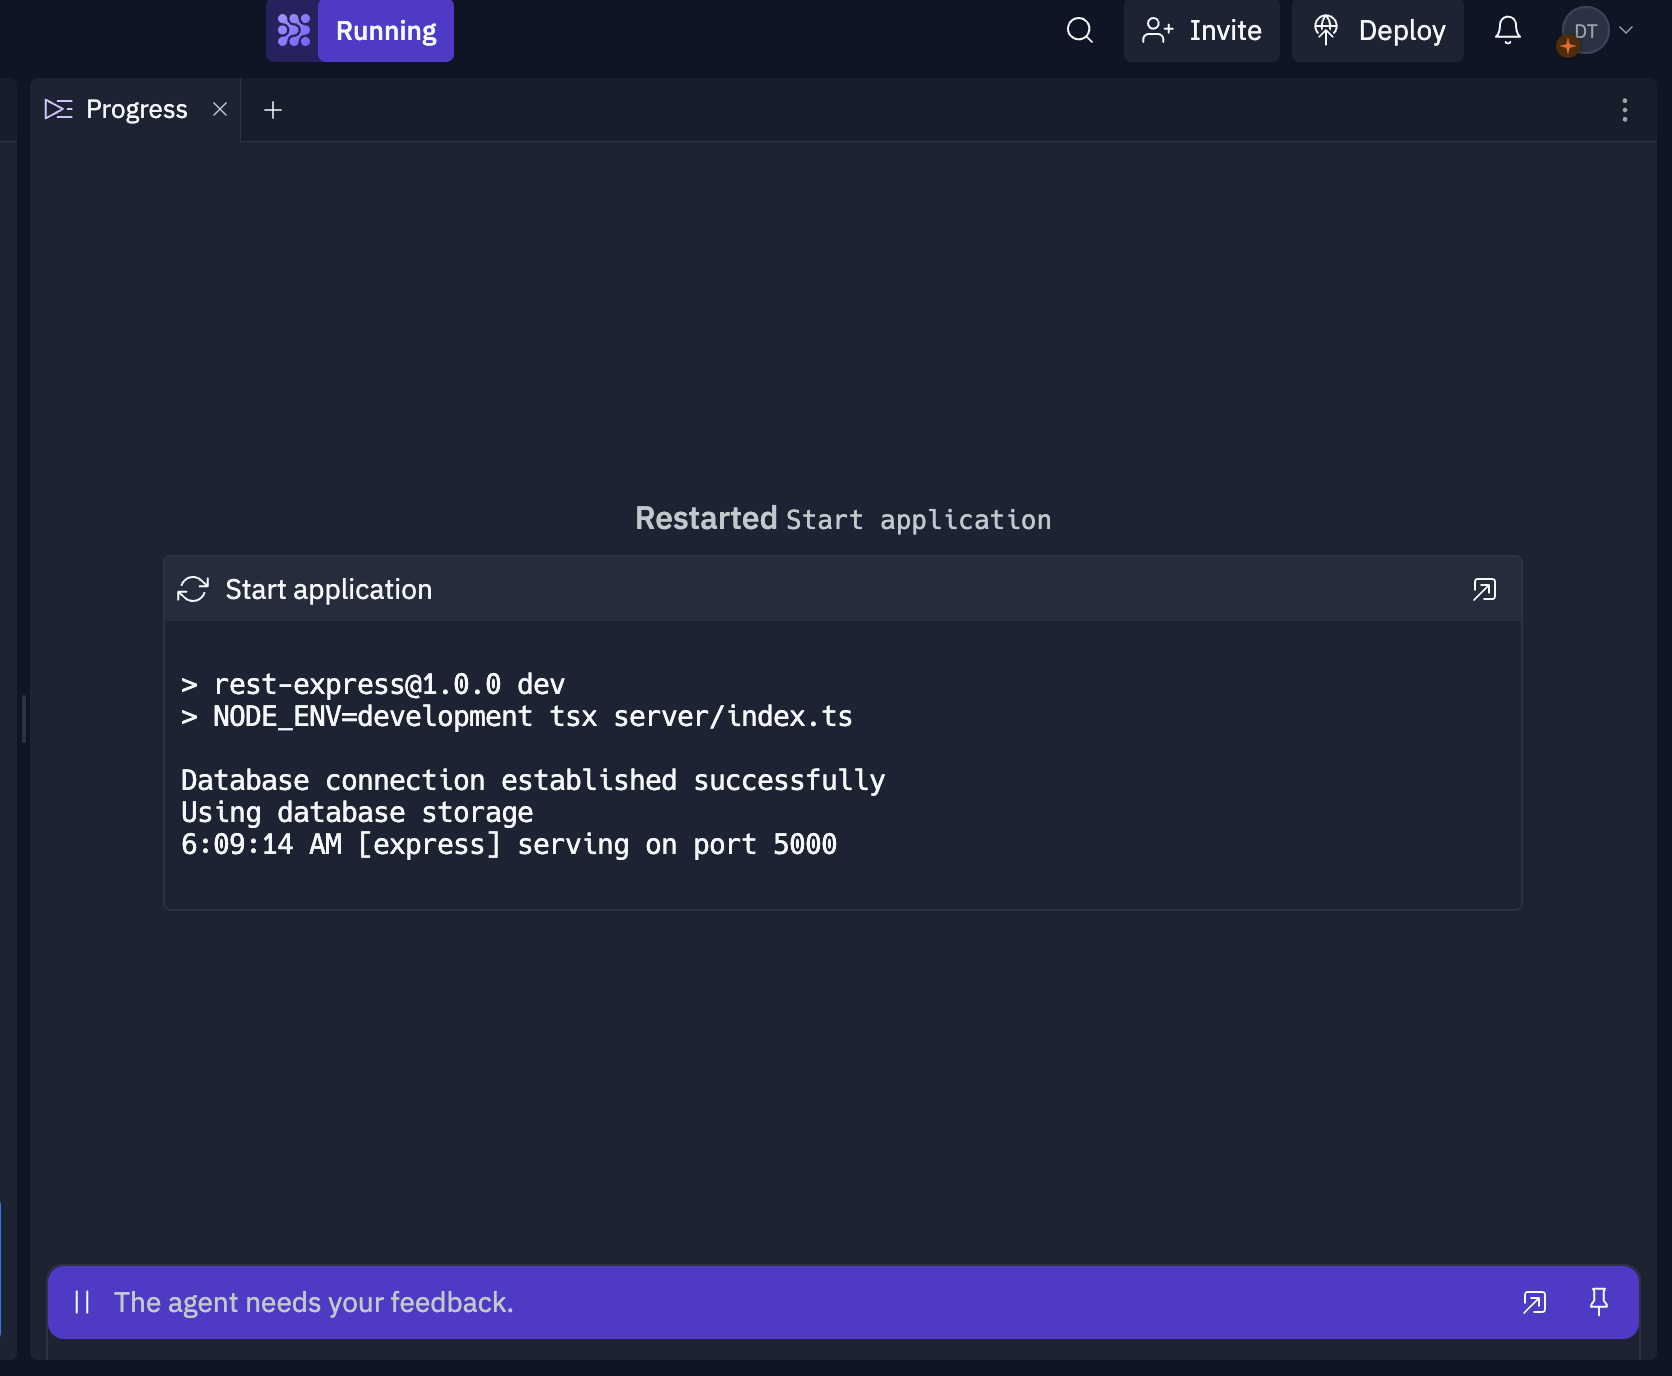 Running
Invite
Deploy
DT
Progress
Restarted Start application
Start application
> rest-express@1.0.0 dev
> NODE_ENV=development tsx server/index.ts
Database connection established successfully
Using database storage
6:09:14 AM [express] serving on port 5000
The agent needs your feedback.